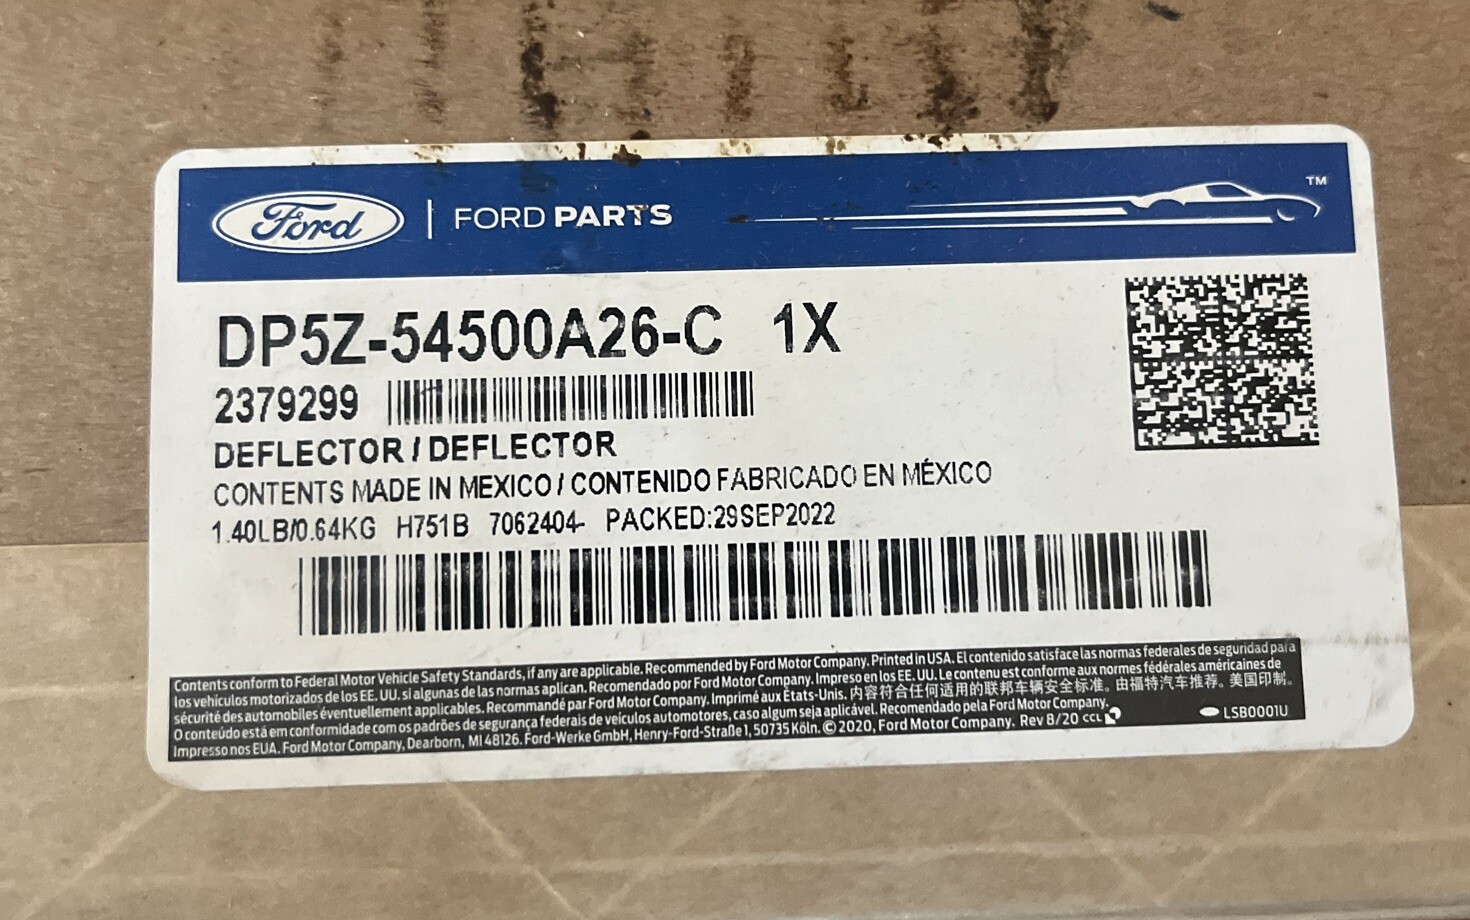 Ford | FORD PARTS ™
DP5Z-54500A26-C 1X
2379299
DEFLECTOR / DEFLECTOR
CONTENTS MADE IN MEXICO / CONTENIDO FABRICADO EN MÉXICO
1.40LB/0.64KG H751B 7062404- PACKED:29SEP2022
Contents conform to Federal Motor Vehicle Safety Standards, if any are applicable. Recommended by Ford Motor Company. Printed in USA. El contenido satisface las normas federales de seguridad para
los vehículos motorizados de los EE. UU. si algunas de las normas aplican. Recomendado por Ford Motor Company. Impreso en los EE. UU. Le contenu est conforme aux normes fédérales américaines de
sécurité des automobiles éventuellement applicables. Recommandé par Ford Motor Company. Imprimé aux États-Unis. 内容符合任何适用的联邦车辆安全标准。由福特汽车推荐。美国印制。
O conteúdo está em conformidade com os padrões de segurança federais de veículos automotores, caso algum seja aplicável. Recomendado pela Ford Motor Company.
Impresso nos EUA. Ford Motor Company, Dearborn, MI 48126. Ford-Werke GmbH, Henry-Ford-Straße 1, 50735 Köln. © 2020, Ford Motor Company. Rev 8/20 CCL LSB0001U